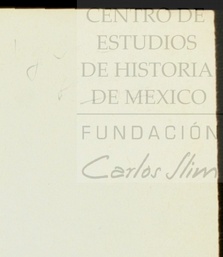 CENTRO DE
ESTUDIOS
DE HISTORIA
DE MEXICO
FUNDACIÓN
Carlos Slim